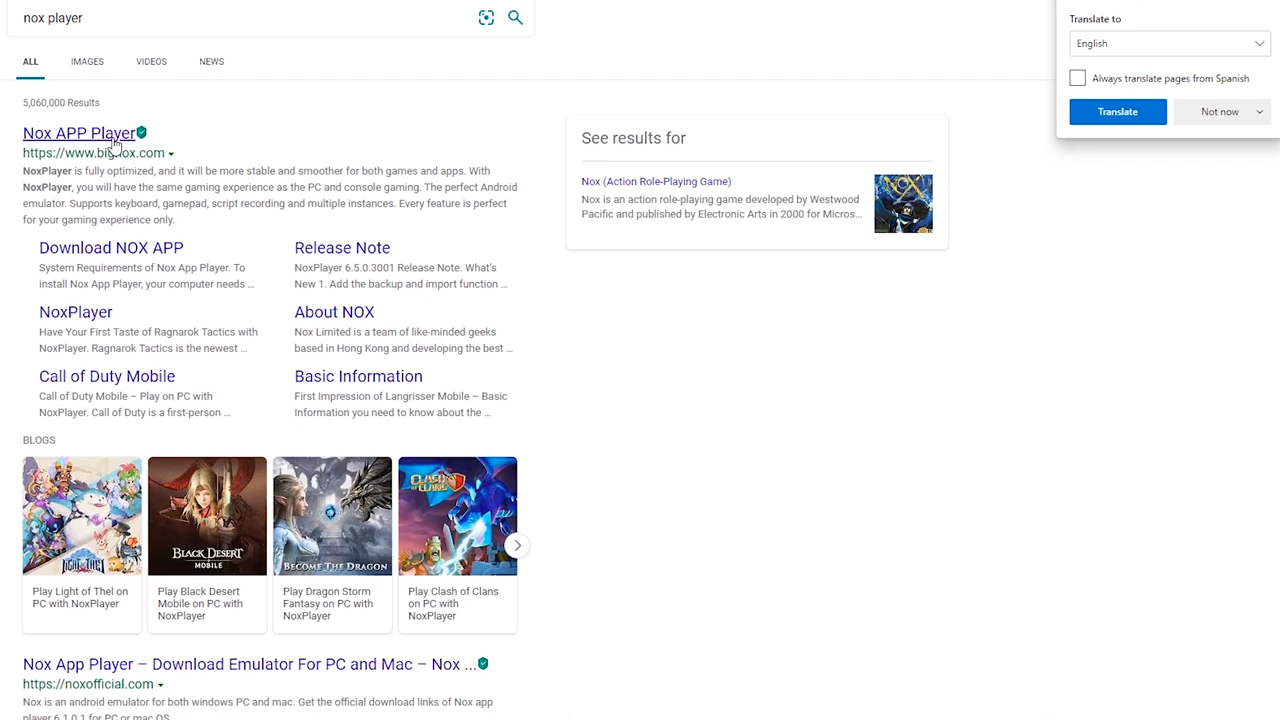 nox player
Translate to
English
Always translate pages from Spanish
Translate
Not now
ALL
IMAGES
VIDEOS
NEWS
5,060,000 Results
Nox APP Player
https://www.bignox.com
NoxPlayer is fully optimized, and it will be more stable and smoother for both games and apps. With
NoxPlayer, you will have the same gaming experience as the PC and console gaming. The perfect Android
emulator. Supports keyboard, gamepad, script recording and multiple instances. Every feature is perfect
for your gaming experience only.
Download NOX APP
System Requirements of Nox App Player. To
install Nox App Player, your computer needs ...
Release Note
NoxPlayer 6.5.0.3001 Release Note. What's
New 1. Add the backup and import function ...
NoxPlayer
Have Your First Taste of Ragnarok Tactics with
NoxPlayer. Ragnarok Tactics is the newest ...
About NOX
Nox Limited is a team of like-minded geeks
based in Hong Kong and developing the best ...
Call of Duty Mobile
Call of Duty Mobile – Play on PC with
NoxPlayer. Call of Duty is a first-person ...
Basic Information
First Impression of Langrisser Mobile – Basic
Information you need to know about the ...
See results for
Nox (Action Role-Playing Game)
Nox is an action role-playing game developed by Westwood
Pacific and published by Electronic Arts in 2000 for Micros...
NOX
BLOGS
LIGHT of THEL
BLACK DESERT
MOBILE
BECOME THE DRAGON
CLASH OF CLANS
Play Light of Thel on
PC with NoxPlayer
Play Black Desert
Mobile on PC with
NoxPlayer
Play Dragon Storm
Fantasy on PC with
NoxPlayer
Play Clash of Clans
on PC with
NoxPlayer
Nox App Player – Download Emulator For PC and Mac – Nox ...
https://noxofficial.com
Nox is an android emulator for both windows PC and mac. Get the official download links of Nox app
player 6.1.0.1 for PC or mac OS.